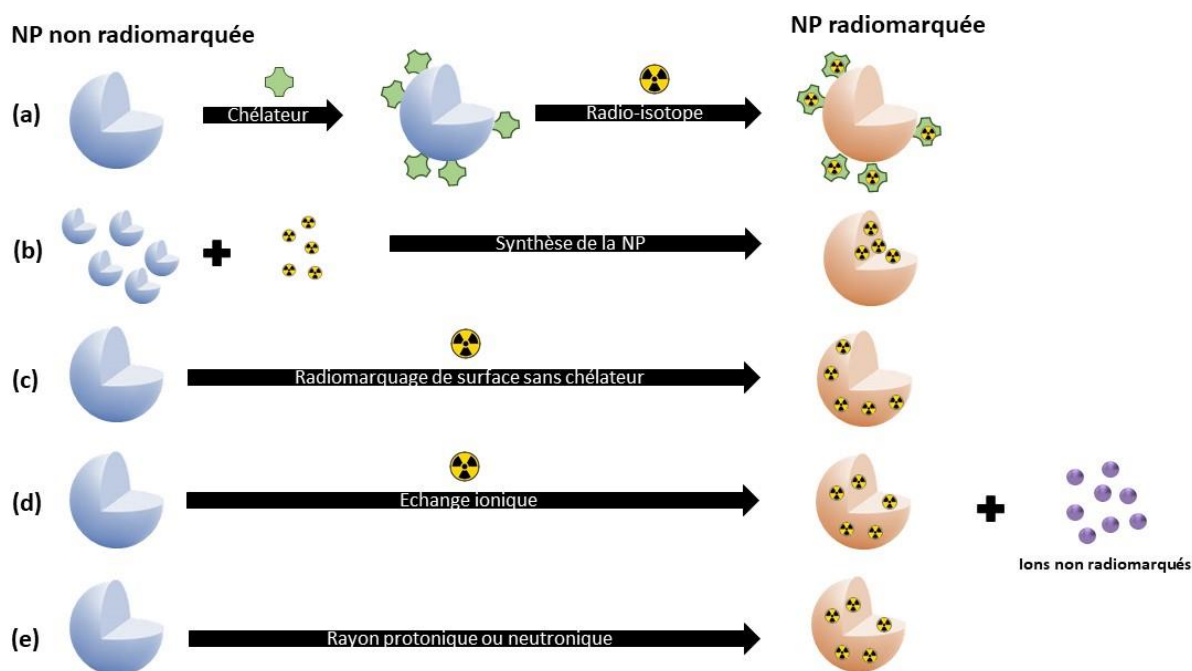 NP non radiomarquée
NP radiomarquée
(a)
Chélateur
Radio-isotope
(b)
Synthèse de la NP
(c)
Radiomarquage de surface sans chélateur
(d)
Echange ionique
Ions non radiomarqués
(e)
Rayon protonique ou neutronique